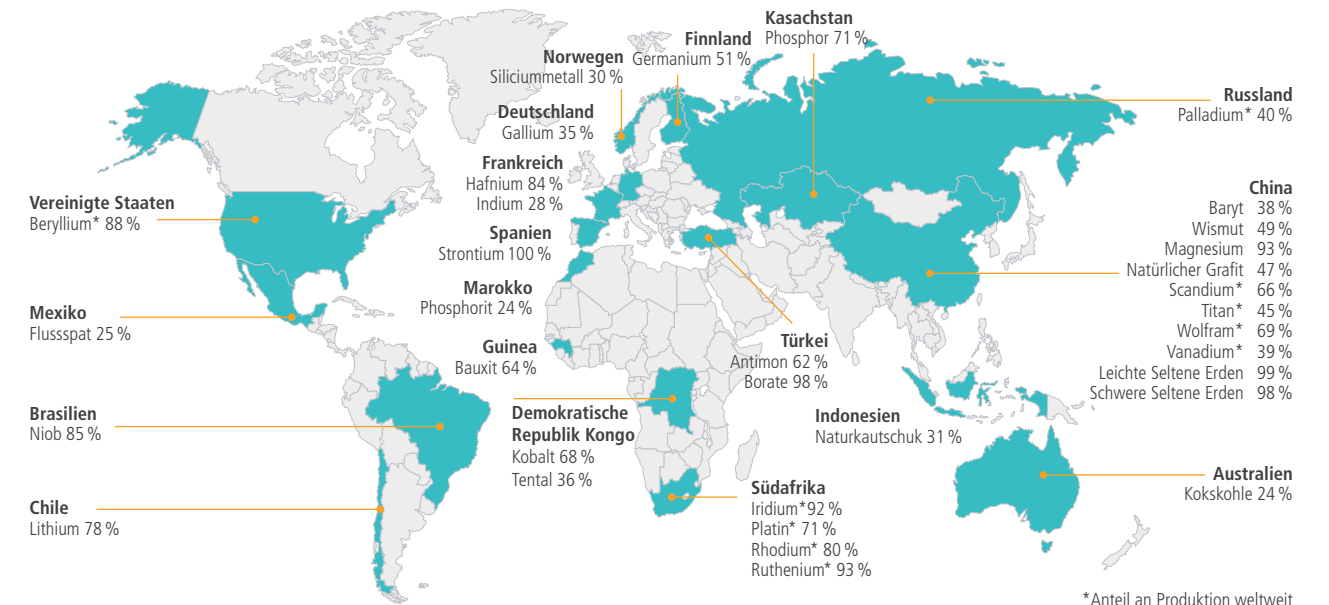 Kasachstan
Phosphor 71 %
Finnland
Germanium 51 %
Norwegen
Siliciummetall 30 %
Deutschland
Gallium 35 %
Frankreich
Hafnium 84 %
Indium 28 %
Spanien
Strontium 100 %
Marokko
Phosphorit 24 %
Guinea
Bauxit 64 %
Demokratische
Republik Kongo
Kobalt 68 %
Tental 36 %
Vereinigte Staaten
Beryllium* 88 %
Mexiko
Flussspat 25 %
Brasilien
Niob 85 %
Chile
Lithium 78 %
Türkei
Antimon 62 %
Borate 98 %
Südafrika
Iridium*92 %
Platin* 71 %
Rhodium* 80 %
Ruthenium* 93 %
Indonesien
Naturkautschuk 31 %
Russland
Palladium* 40 %
China
Baryt 38 %
Wismut 49 %
Magnesium 93 %
Natürlicher Grafit 47 %
Scandium* 66 %
Titan* 45 %
Wolfram* 69 %
Vanadium* 39 %
Leichte Seltene Erden 99 %
Schwere Seltene Erden 98 %
Australien
Kokskohle 24 %
*Anteil an Produktion weltweit